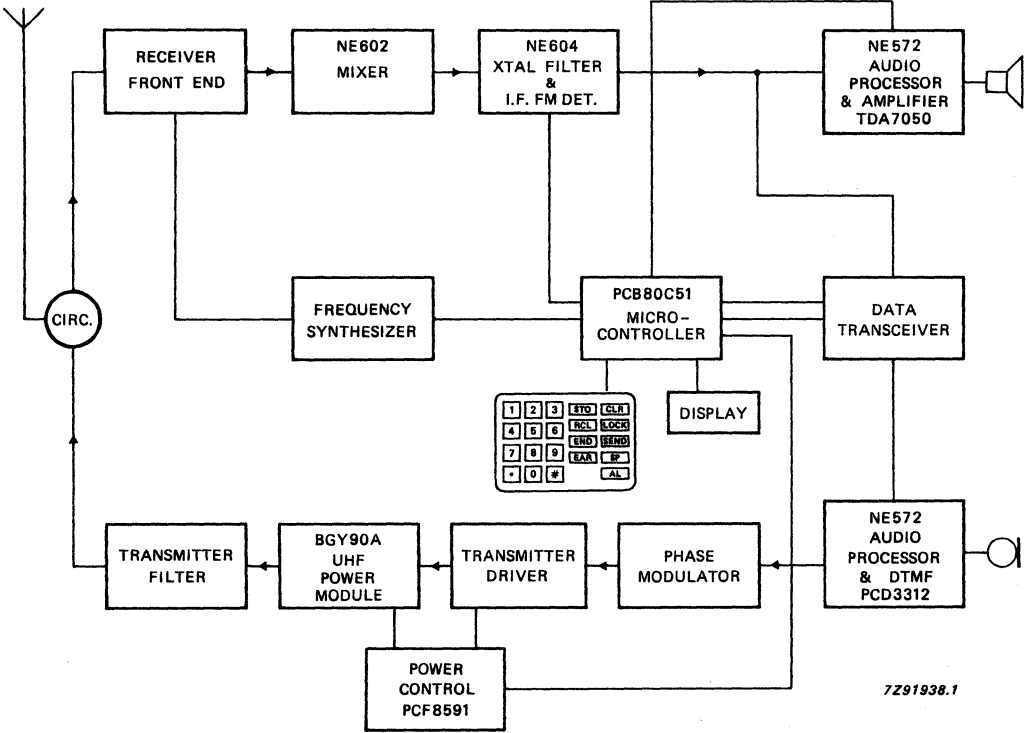 RECEIVER
FRONT END
NE602
MIXER
NE604
XTAL FILTER
&
I.F. FM DET.
NE572
AUDIO
PROCESSOR
& AMPLIFIER
TDA7050
CIRC.
FREQUENCY
SYNTHESIZER
PCB80C51
MICRO-
CONTROLLER
DATA
TRANSCEIVER
1 2 3 STO CLR
4 5 6 RCL LOCK
7 8 9 END SEND
EAR SP
* 0 # AL
DISPLAY
TRANSMITTER
FILTER
BGY90A
UHF
POWER
MODULE
TRANSMITTER
DRIVER
PHASE
MODULATOR
NE572
AUDIO
PROCESSOR
& DTMF
PCD3312
POWER
CONTROL
PCF8591
7Z91938.1